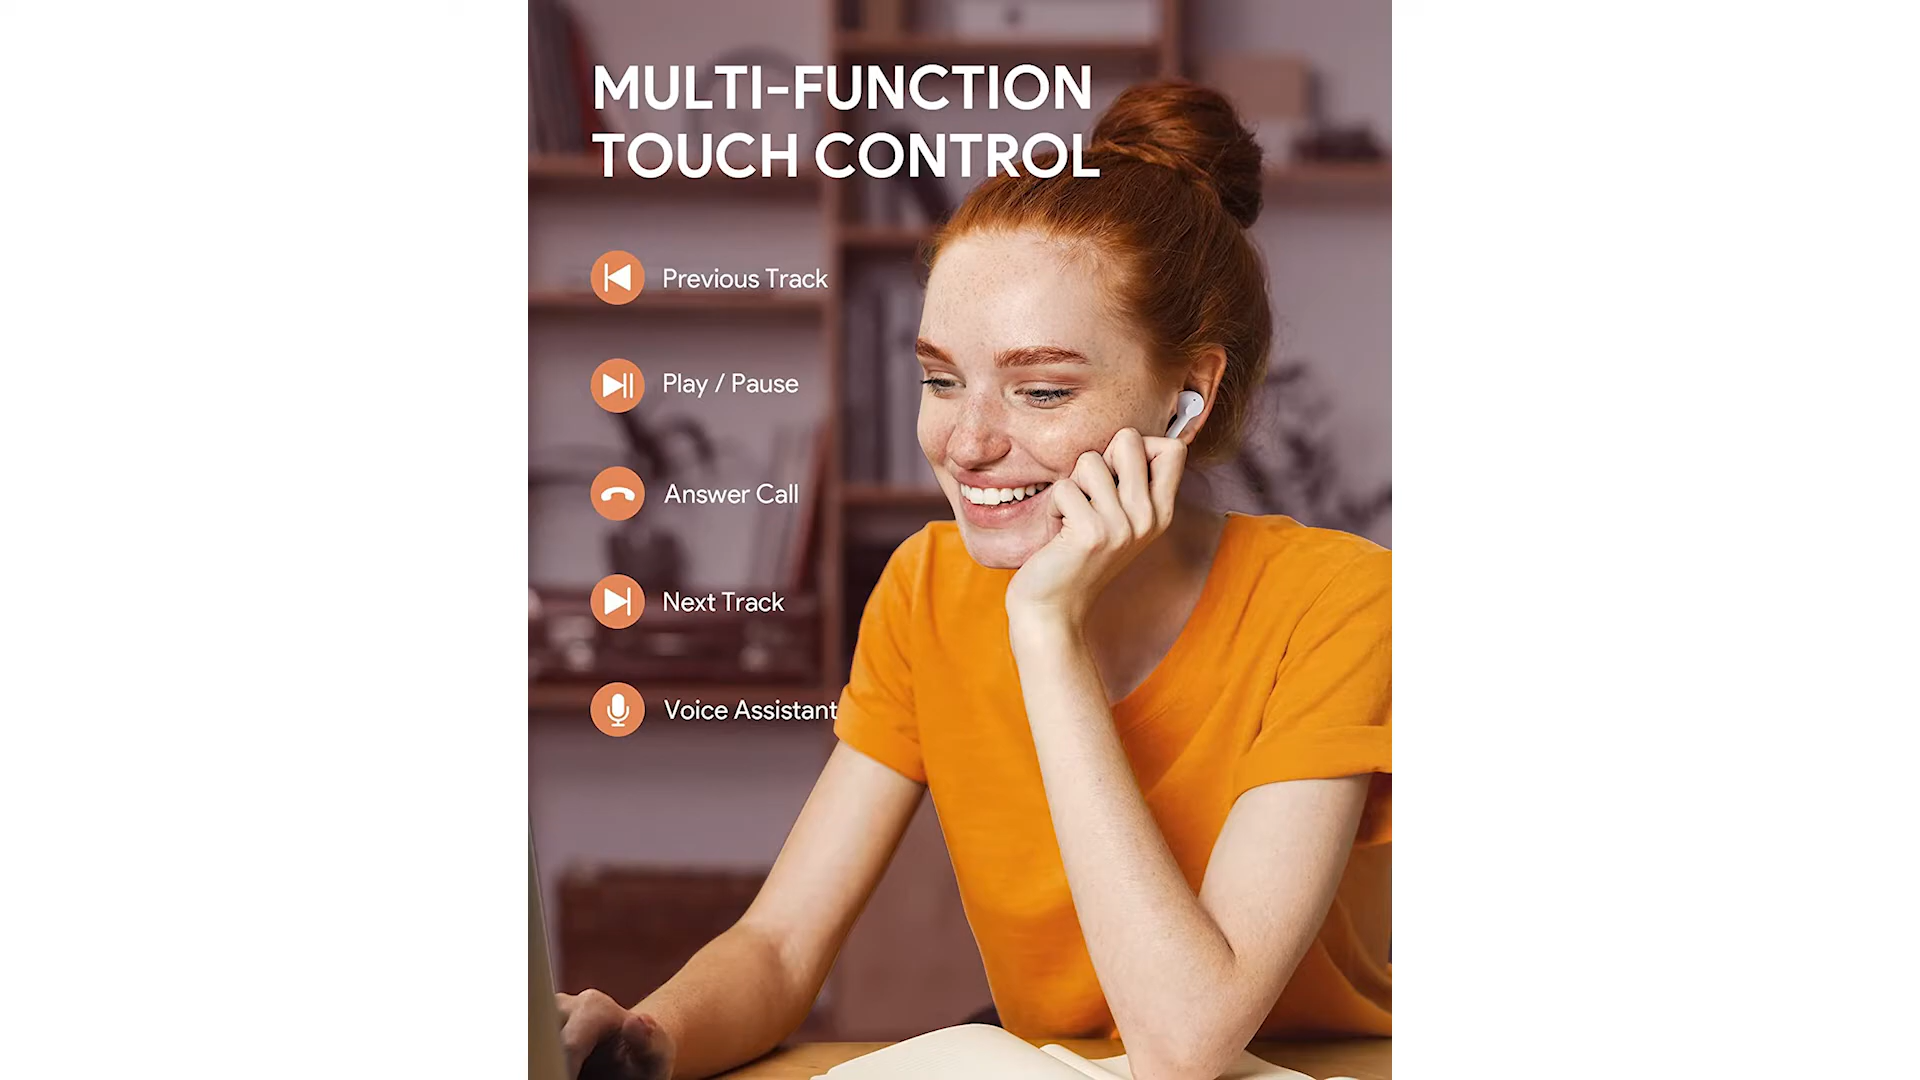 MULTI-FUNCTION
TOUCH CONTROL
Previous Track
Play / Pause
Answer Call
Next Track
Voice Assistant